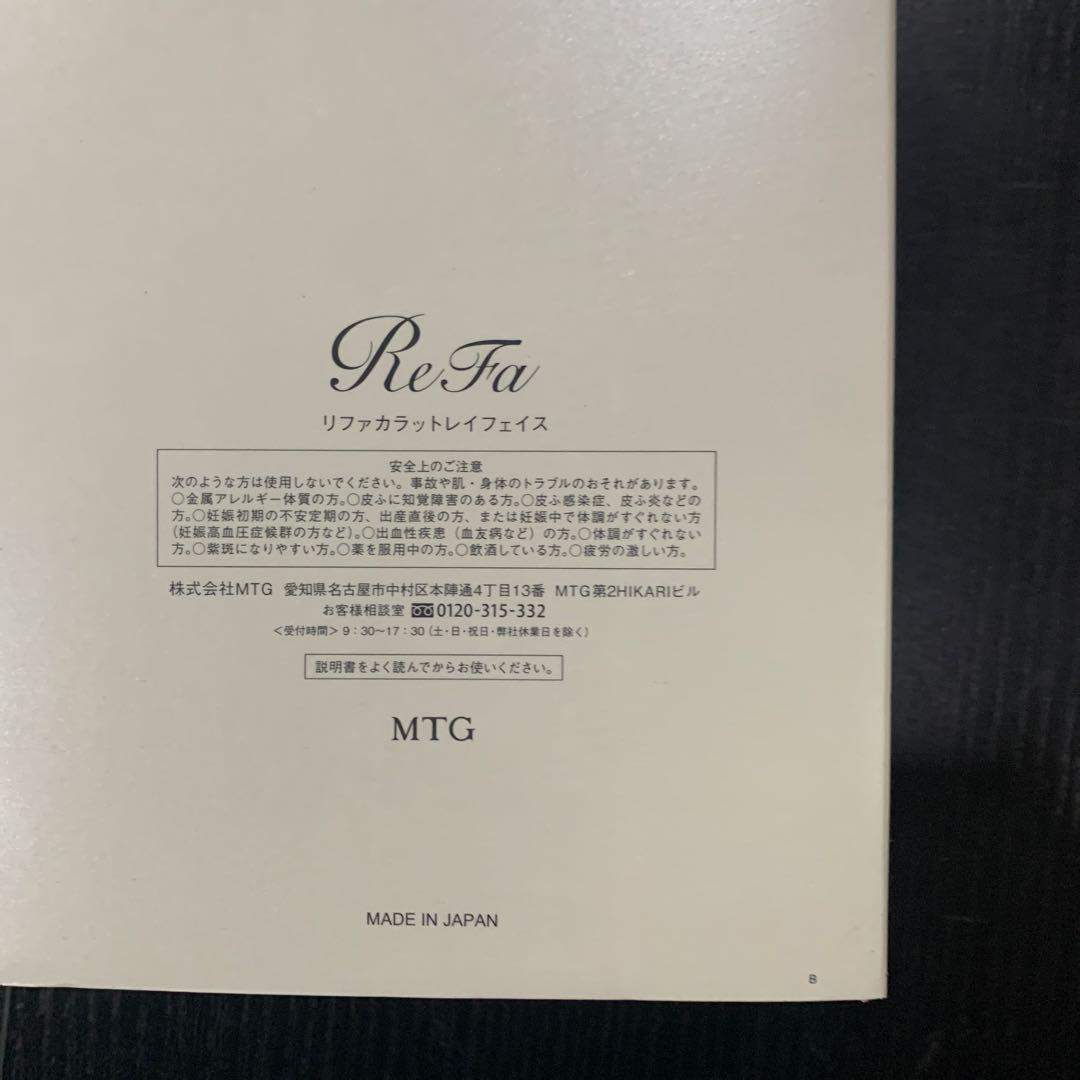 ReFa
リファカラットレイフェイス
安全上のご注意
次のような方は使用しないでください。事故や肌・身体のトラブルのおそれがあります。
○金属アレルギー体質の方。○皮ふに知覚障害のある方。○皮ふ感染症、皮ふ炎などの
方。○妊娠初期の不安定期の方、出産直後の方、または妊娠中で体調がすぐれない方
(妊娠高血圧症候群の方など)。○出血性疾患(血友病など)の方。○体調がすぐれない
方。○紫斑になりやすい方。○薬を服用中の方。○飲酒している方。○疲労の激しい方。
株式会社MTG 愛知県名古屋市中村区本陣通4丁目13番 MTG第2HIKARIビル
お客様相談室 0120-315-332
<受付時間>9:30〜17:30(土・日・祝日・弊社休業日を除く)
説明書をよく読んでからお使いください。
MTG
MADE IN JAPAN